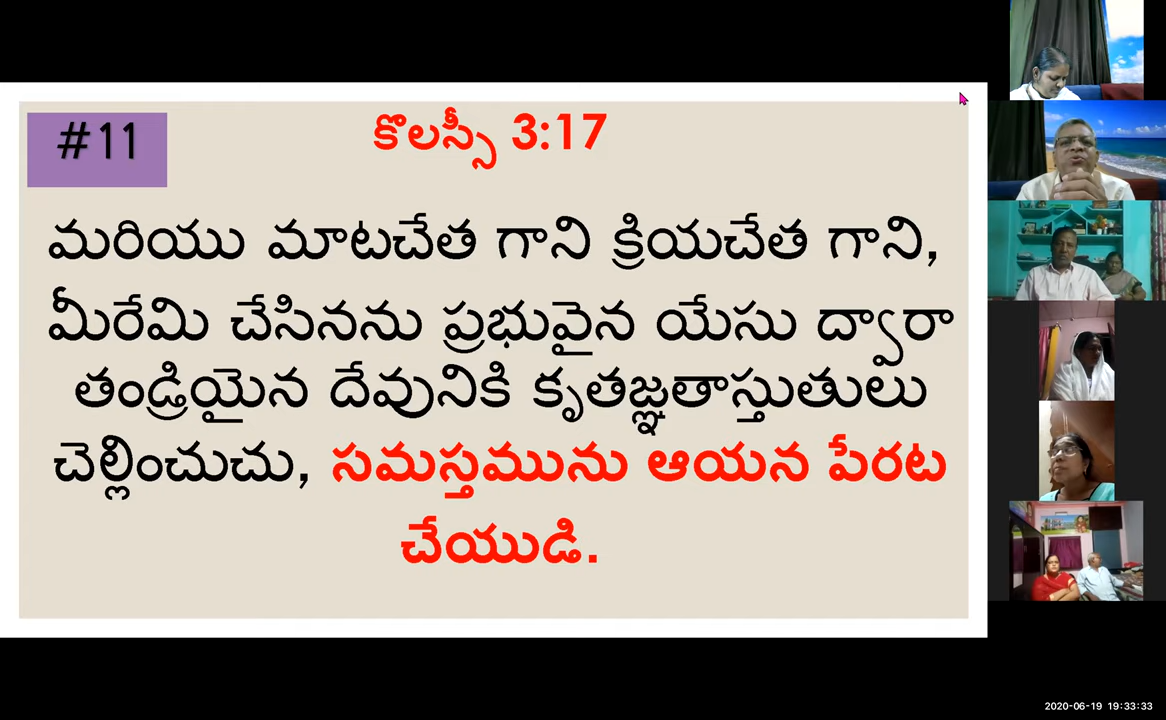 #11
కొలస్సీ 3:17
మరియు మాటచేత గాని క్రియచేత గాని,
మీరేమి చేసినను ప్రభువైన యేసు ద్వారా
తండ్రియైన దేవునికి కృతజ్ఞతాస్తుతులు
చెల్లించుచు, సమస్తమును ఆయన పేరట
చేయుడి.
2020-06-19 19:33:33